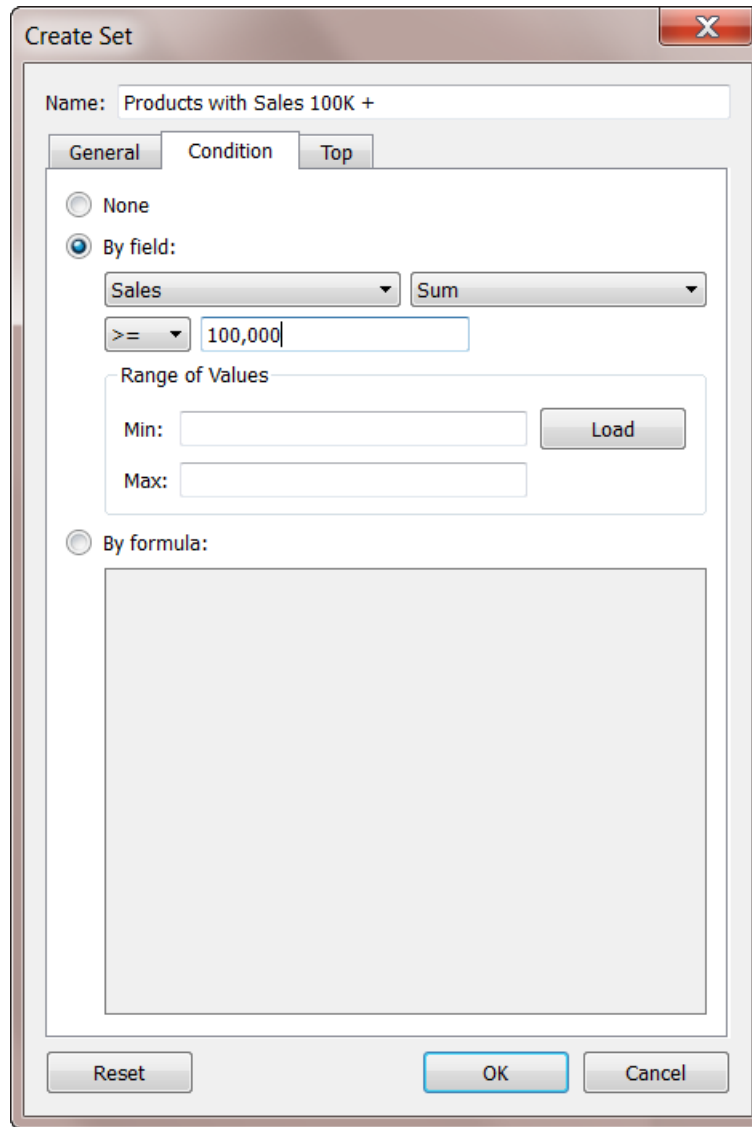 Create Set
Name: Products with Sales 100K +
General Condition Top
None
By field:
Sales Sum
>= 100,000
Range of Values
Min: Load
Max:
By formula:
Reset OK Cancel